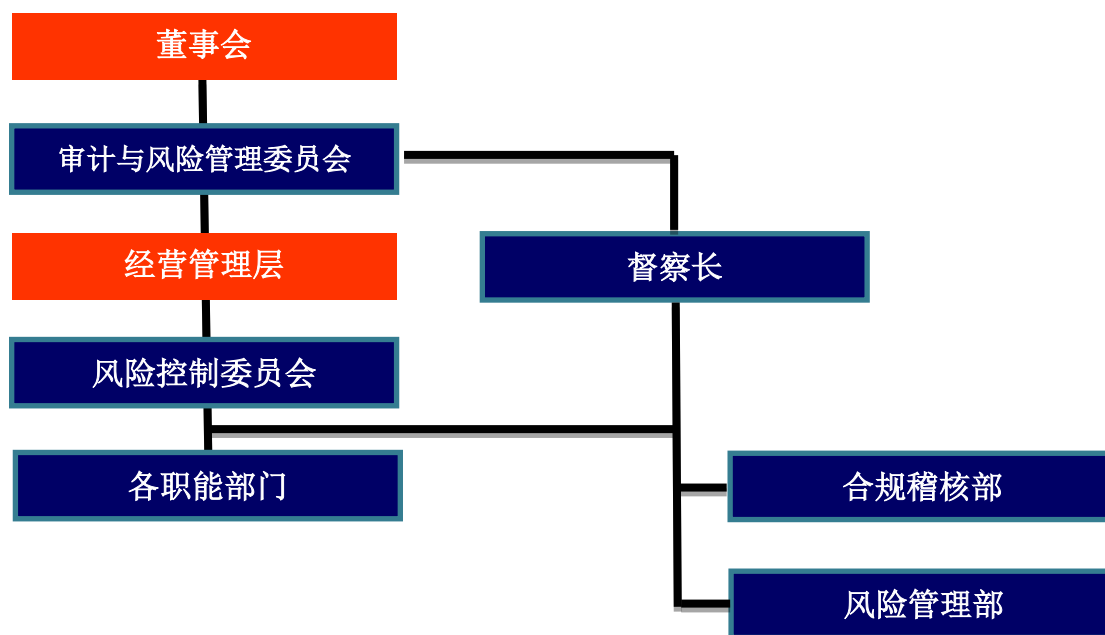 董事会
审计与风险管理委员会
经营管理层
督察长
风险控制委员会
各职能部门
合规稽核部
风险管理部